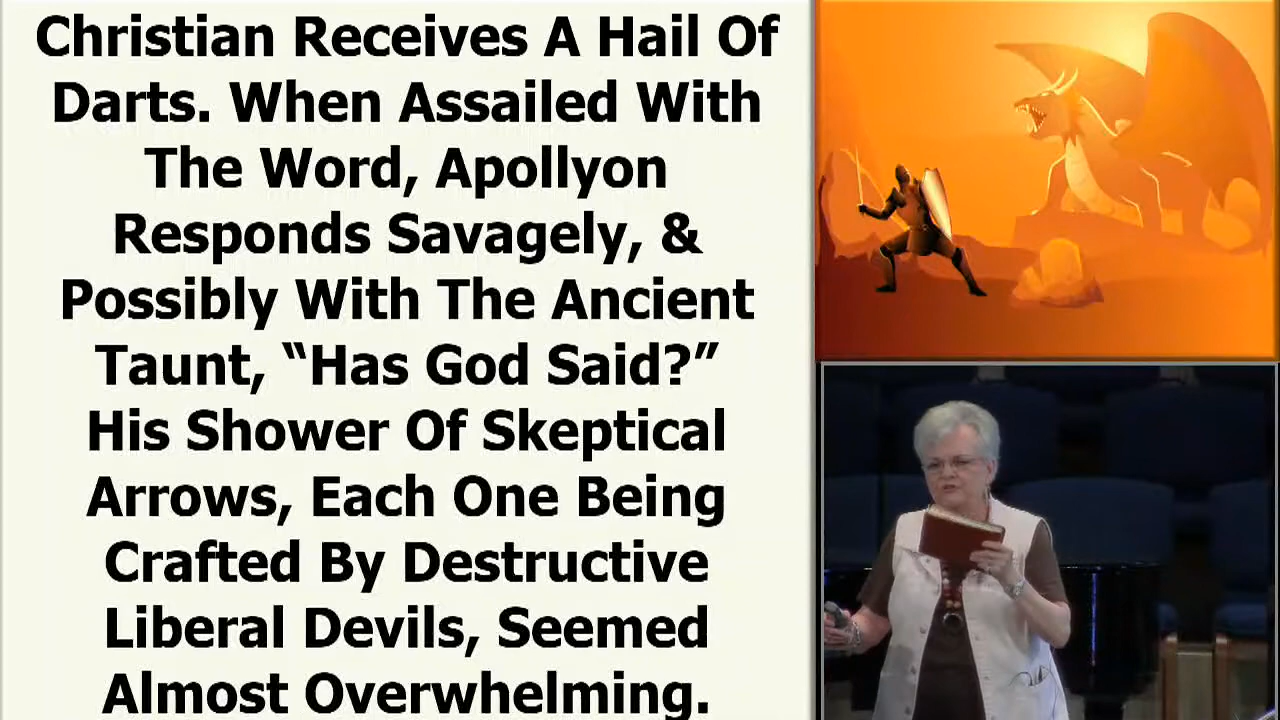 Christian Receives A Hail Of
Darts. When Assailed With
The Word, Apollyon
Responds Savagely, &
Possibly With The Ancient
Taunt, “Has God Said?”
His Shower Of Skeptical
Arrows, Each One Being
Crafted By Destructive
Liberal Devils, Seemed
Almost Overwhelming.